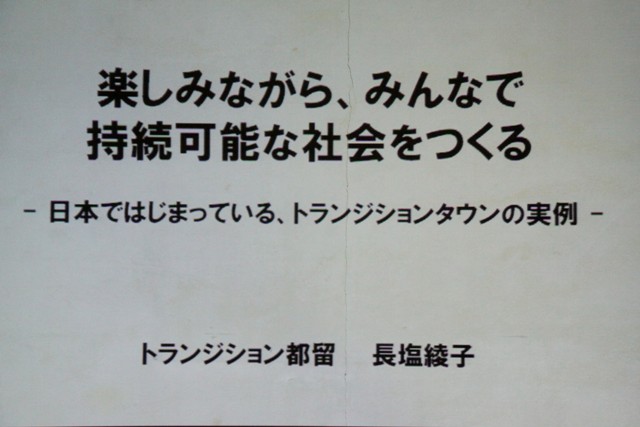 楽しみながら、みんなで
持続可能な社会をつくる
- 日本ではじまっている、トランジションタウンの実例 -
トランジション都留 長塩綾子